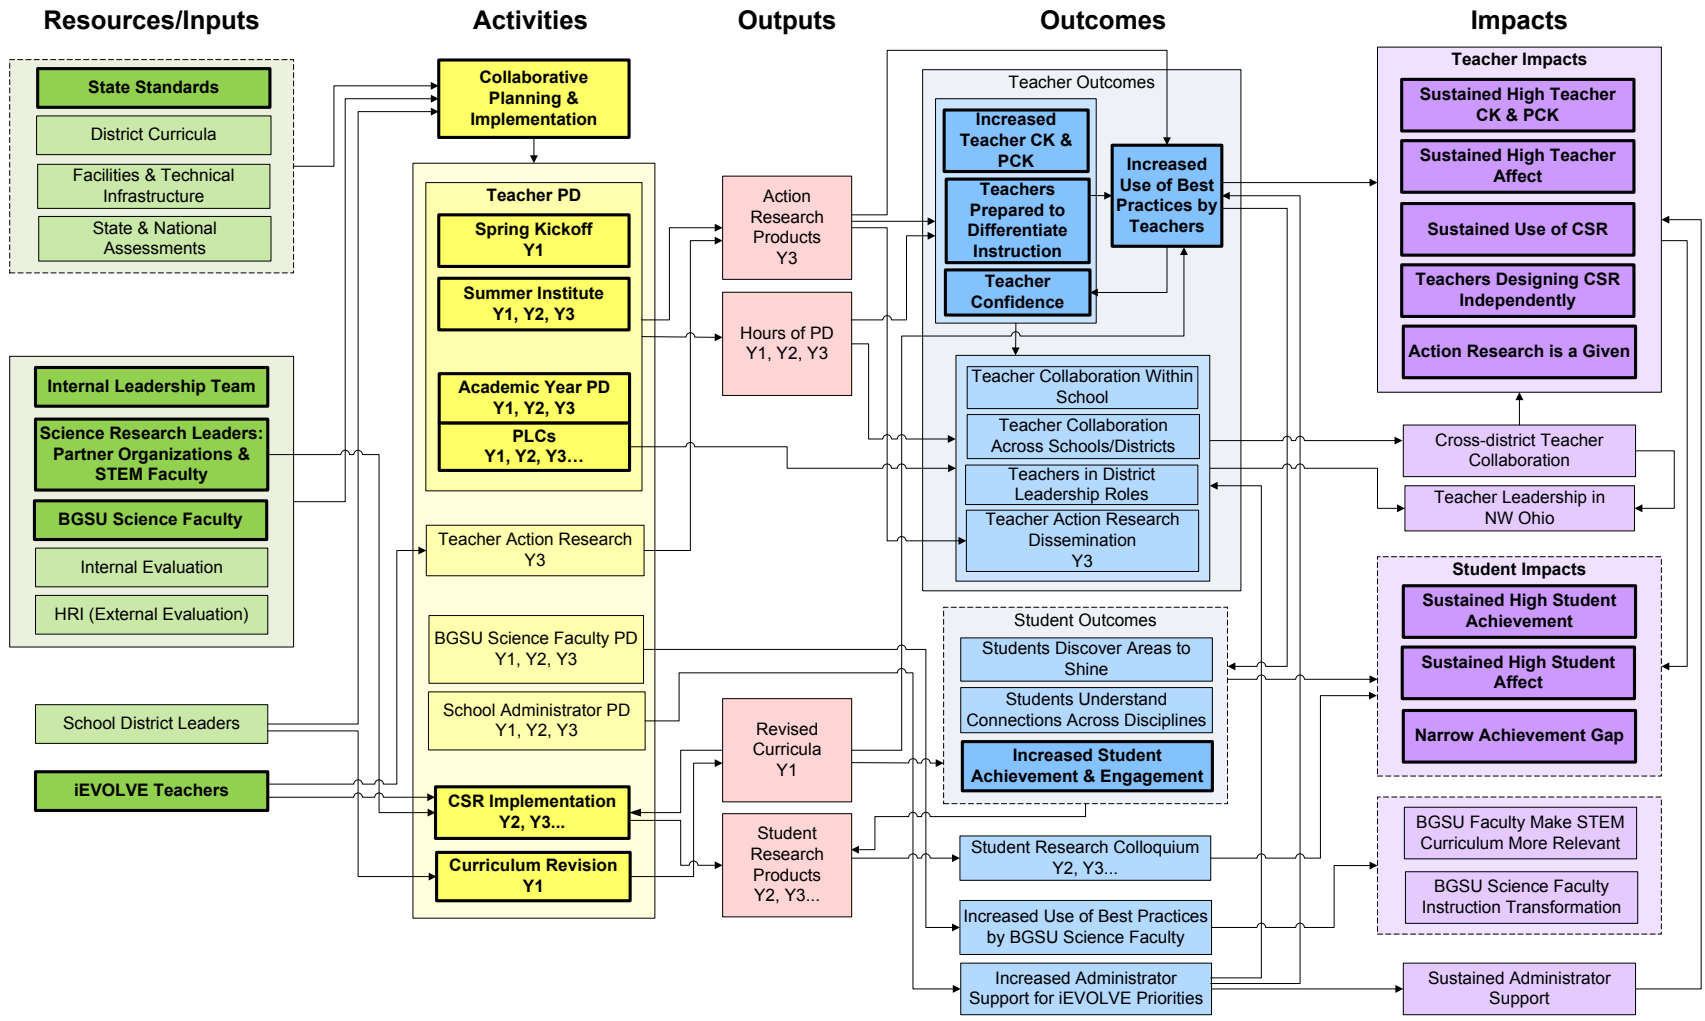 Resources/Inputs
Activities
Outputs
Outcomes
Impacts
State Standards
District Curricula
Facilities & Technical
Infrastructure
State & National
Assessments
Internal Leadership Team
Science Research Leaders:
Partner Organizations &
STEM Faculty
BGSU Science Faculty
Internal Evaluation
HRI (External Evaluation)
School District Leaders
iEVOLVE Teachers
Collaborative
Planning &
Implementation
Teacher PD
Spring Kickoff
Y1
Summer Institute
Y1, Y2, Y3
Academic Year PD
Y1, Y2, Y3
PLCs
Y1, Y2, Y3…
Teacher Action Research
Y3
BGSU Science Faculty PD
Y1, Y2, Y3
School Administrator PD
Y1, Y2, Y3
CSR Implementation
Y2, Y3...
Curriculum Revision
Y1
Action
Research
Products
Y3
Hours of PD
Y1, Y2, Y3
Revised
Curricula
Y1
Student
Research
Products
Y2, Y3...
Teacher Outcomes
Increased
Teacher CK &
PCK
Teachers
Prepared to
Differentiate
Instruction
Teacher
Confidence
Increased
Use of Best
Practices by
Teachers
Teacher Collaboration Within
School
Teacher Collaboration
Across Schools/Districts
Teachers in District
Leadership Roles
Teacher Action Research
Dissemination
Y3
Student Outcomes
Students Discover Areas to
Shine
Students Understand
Connections Across Disciplines
Increased Student
Achievement & Engagement
Student Research Colloquium
Y2, Y3...
Increased Use of Best Practices
by BGSU Science Faculty
Increased Administrator
Support for iEVOLVE Priorities
Teacher Impacts
Sustained High Teacher
CK & PCK
Sustained High Teacher
Affect
Sustained Use of CSR
Teachers Designing CSR
Independently
Action Research is a Given
Cross-district Teacher
Collaboration
Teacher Leadership in
NW Ohio
Student Impacts
Sustained High Student
Achievement
Sustained High Student
Affect
Narrow Achievement Gap
BGSU Faculty Make STEM
Curriculum More Relevant
BGSU Science Faculty
Instruction Transformation
Sustained Administrator
Support